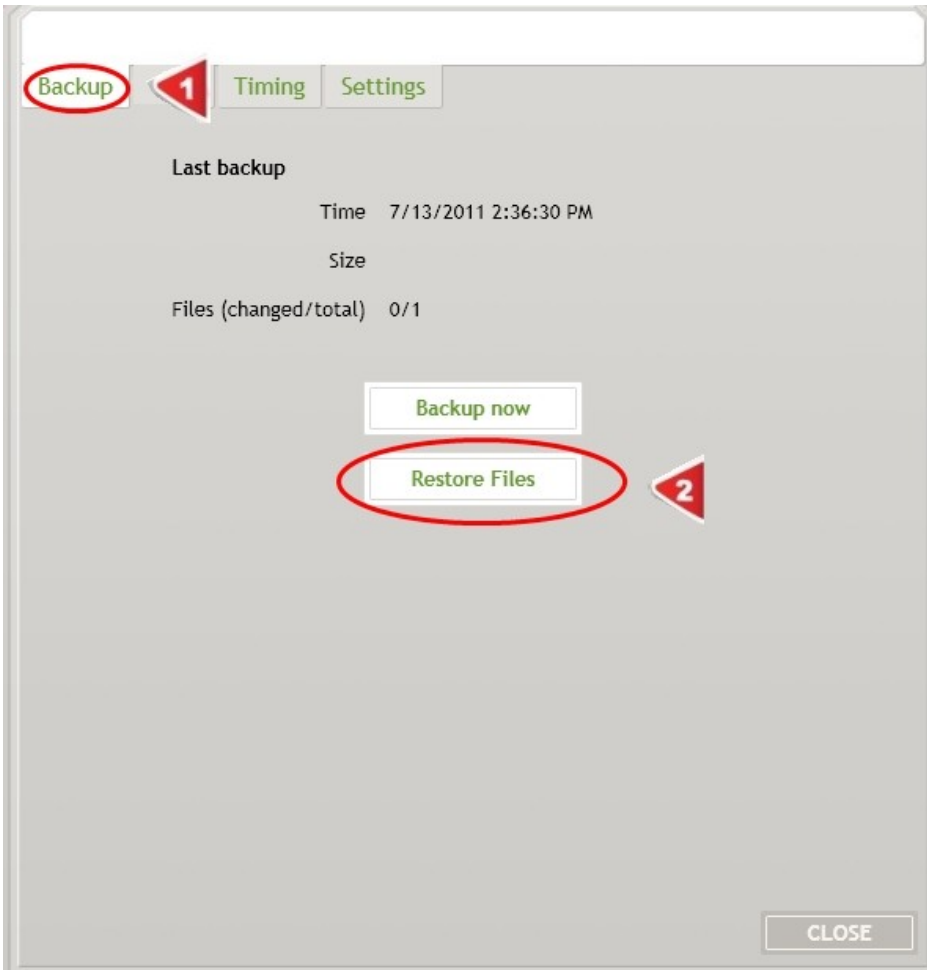 Backup 1 Timing Settings
Last backup
Time 7/13/2011 2:36:30 PM
Size
Files (changed/total) 0/1
Backup now
Restore Files
2
CLOSE